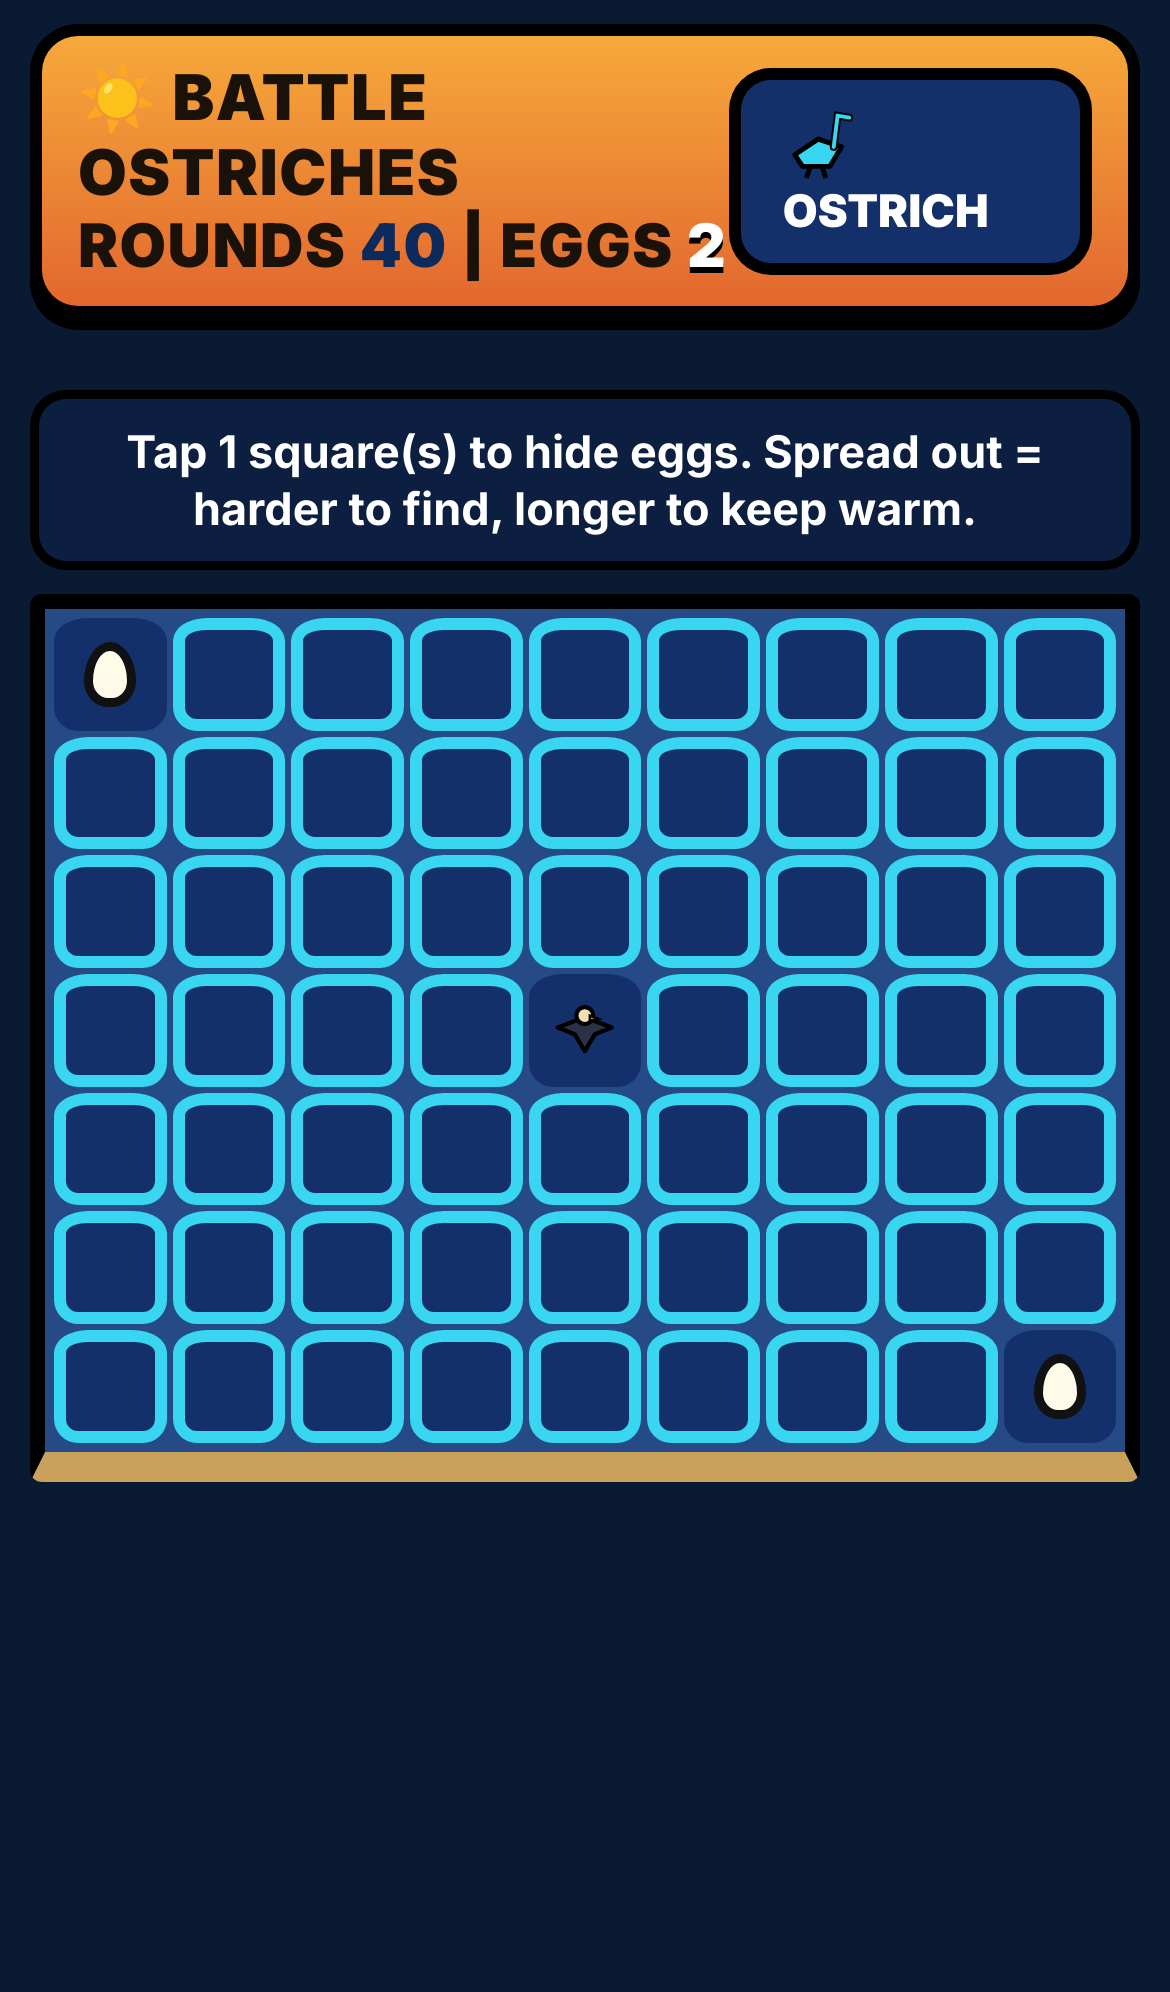 ☀️ BATTLE
OSTRICHES
ROUNDS 40 | EGGS 2
OSTRICH
Tap 1 square(s) to hide eggs. Spread out =
harder to find, longer to keep warm.